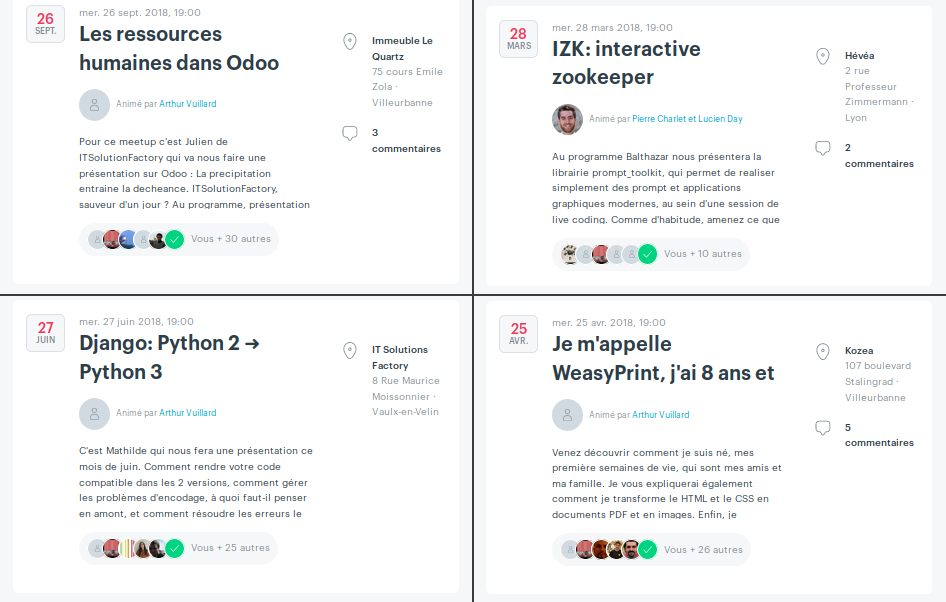 26
SEPT.
mer. 26 sept. 2018, 19:00
Les ressources
humaines dans Odoo
Animé par Arthur Vuillard
Pour ce meetup c'est Julien de
ITSolutionFactory qui va nous faire une
présentation sur Odoo : La precipitation
entraine la decheance. ITSolutionFactory,
sauveur d'un jour ? Au programme, présentation
Vous + 30 autres
Immeuble Le
Quartz
75 cours Emile
Zola ·
Villeurbanne
3
commentaires
28
MARS
mer. 28 mars 2018, 19:00
IZK: interactive
zookeeper
Animé par Pierre Charlet et Lucien Day
Au programme Balthazar nous présentera la
librairie prompt_toolkit, qui permet de realiser
simplement des prompt et applications
graphiques modernes, au sein d'une session de
live coding. Comme d'habitude, amenez ce que
Vous + 10 autres
Hévéa
2 rue
Professeur
Zimmermann ·
Lyon
2
commentaires
27
JUIN
mer. 27 juin 2018, 19:00
Django: Python 2 →
Python 3
Animé par Arthur Vuillard
C'est Mathilde qui nous fera une présentation ce
mois de juin. Comment rendre votre code
compatible dans les 2 versions, comment gérer
les problèmes d'encodage, à quoi faut-il penser
en amont, et comment résoudre les erreurs le
Vous + 25 autres
IT Solutions
Factory
8 Rue Maurice
Moissonnier ·
Vaulx-en-Velin
25
AVR.
mer. 25 avr. 2018, 19:00
Je m'appelle
WeasyPrint, j'ai 8 ans et
Animé par Arthur Vuillard
Venez découvrir comment je suis né, mes
première semaines de vie, qui sont mes amis et
ma famille. Je vous expliquerai également
comment je transforme le HTML et le CSS en
documents PDF et en images. Enfin, je
Vous + 26 autres
Kozea
107 boulevard
Stalingrad ·
Villeurbanne
5
commentaires